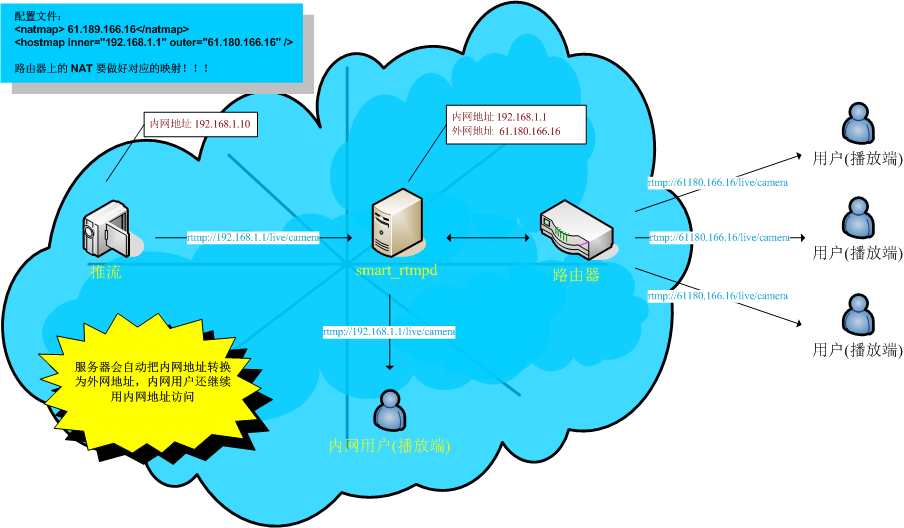 配置文件:
<natmap> 61.189.166.16</natmap>
<hostmap inner="192.168.1.1" outer="61.180.166.16" />
路由器上的 NAT 要做好对应的映射！！！
内网地址 192.168.1.10
内网地址 192.168.1.1
外网地址 61.180.166.16
用户(播放端)
rtmp://61180.166.16/live/camera
推流
rtmp://192.168.1.1/live/camera
smart_rtmpd
路由器
rtmp://61180.166.16/live/camera
用户(播放端)
rtmp://61180.166.16/live/camera
用户(播放端)
rtmp://192.168.1.1/live/camera
内网用户(播放端)
服务器会自动把内网地址转换
为外网地址，内网用户还继续
用内网地址访问